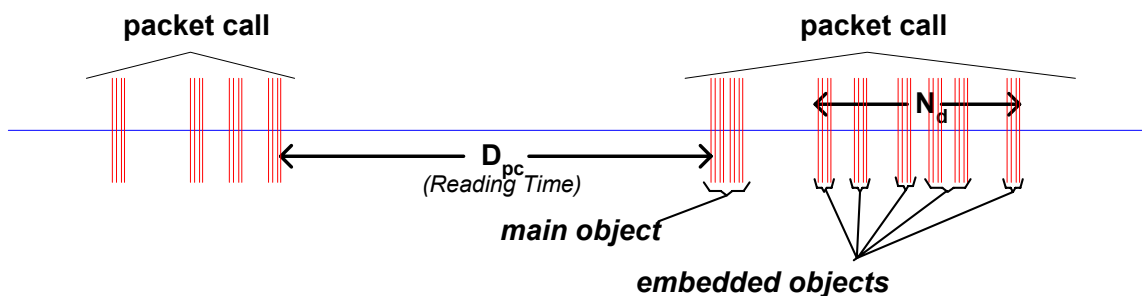 packet call
packet call
N_d
D_pc
(Reading Time)
main object
embedded objects